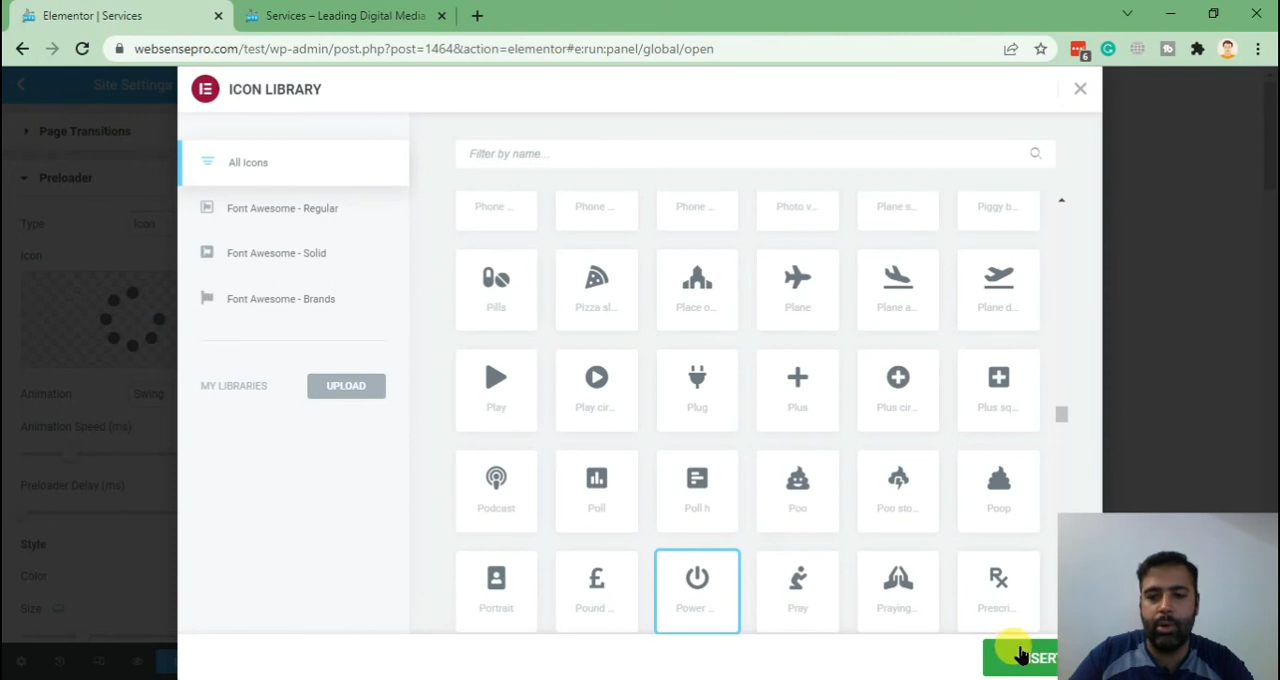 Elementor | Services
Services – Leading Digital Media
websensepro.com/test/wp-admin/post.php?post=1464&action=elementor#e:run:panel/global/open
6
Site Settings
ICON LIBRARY
Page Transitions
Preloader
Type
Icon
Icon
Animation
Swing
Animation Speed (ms)
Preloader Delay (ms)
Style
Color
Size
All Icons
Font Awesome - Regular
Font Awesome - Solid
Font Awesome - Brands
MY LIBRARIES
UPLOAD
Filter by name...
Phone ...
Phone ...
Phone ...
Photo v...
Plane s...
Piggy b...
Pills
Pizza sl...
Place o...
Plane
Plane a...
Plane d...
Play
Play cir...
Plug
Plus
Plus cir...
Plus sq...
Podcast
Poll
Poll h
Poo
Poo sto...
Poop
Portrait
Pound ...
Power ...
Pray
Praying...
Prescri...
INSERT